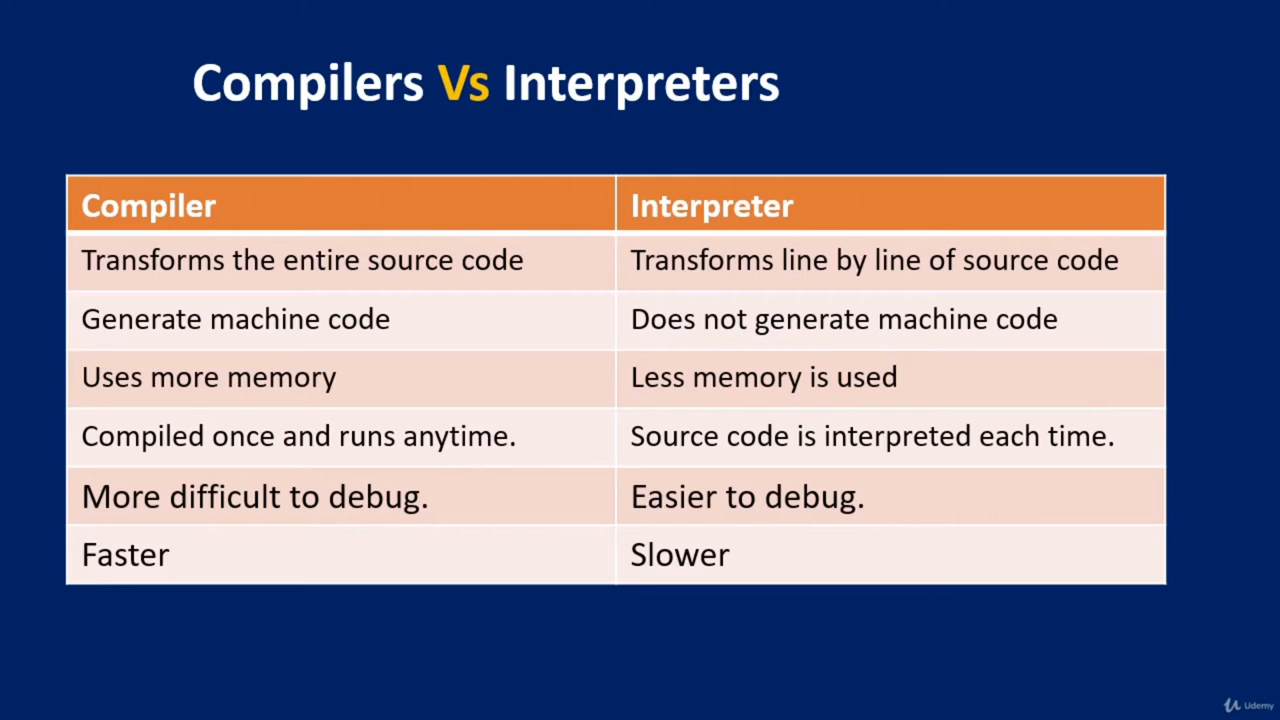 Compilers Vs Interpreters
Compiler
Interpreter
Transforms the entire source code
Transforms line by line of source code
Generate machine code
Does not generate machine code
Uses more memory
Less memory is used
Compiled once and runs anytime.
Source code is interpreted each time.
More difficult to debug.
Easier to debug.
Faster
Slower
Udemy